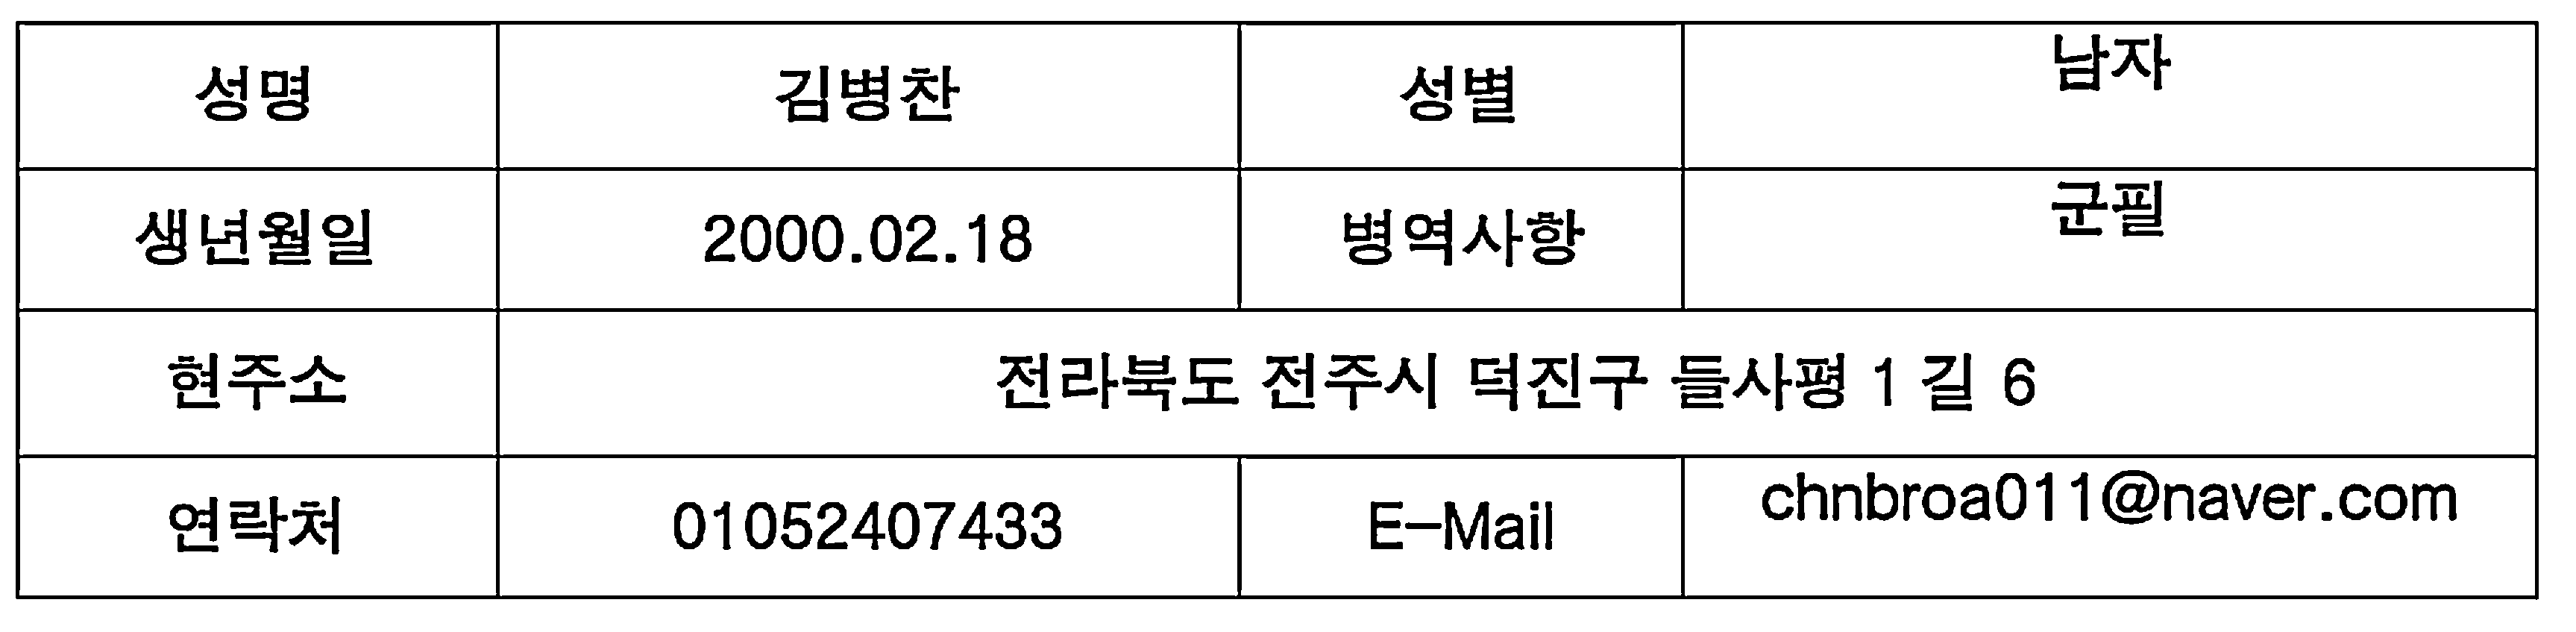 성명 김병찬 성별 남자
생년월일 2000.02.18 병역사항 군필
현주소 전라북도 전주시 덕진구 들사평 1 길 6
연락처 01052407433 E-Mail chnbroa011@naver.com